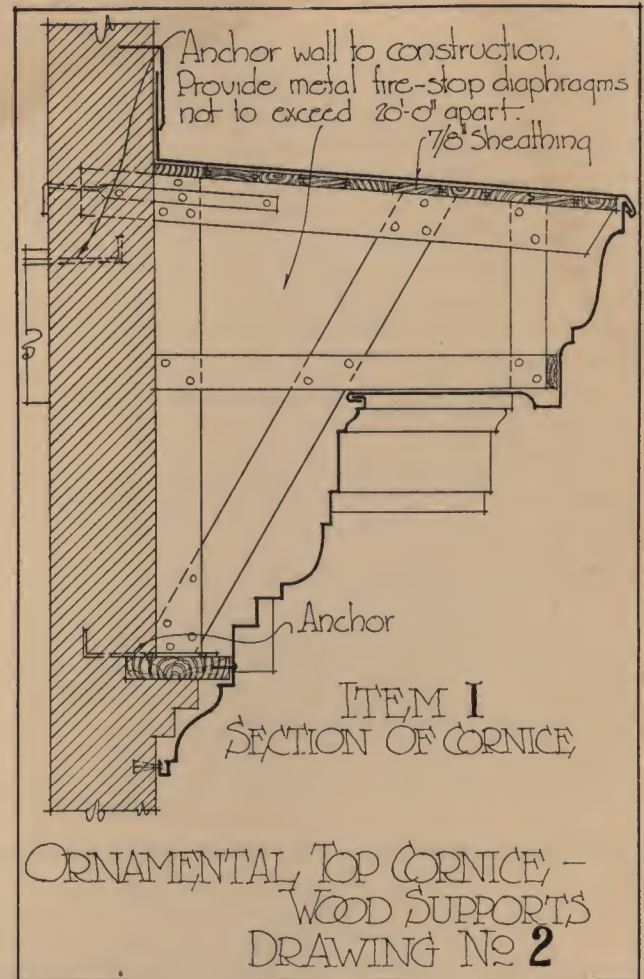 Anchor wall to construction.
Provide metal fire-stop diaphragms
not to exceed 20'-0" apart.
7/8" Sheathing
Anchor
ITEM I
SECTION OF CORNICE
ORNAMENTAL TOP CORNICE –
WOOD SUPPORTS
DRAWING No 2